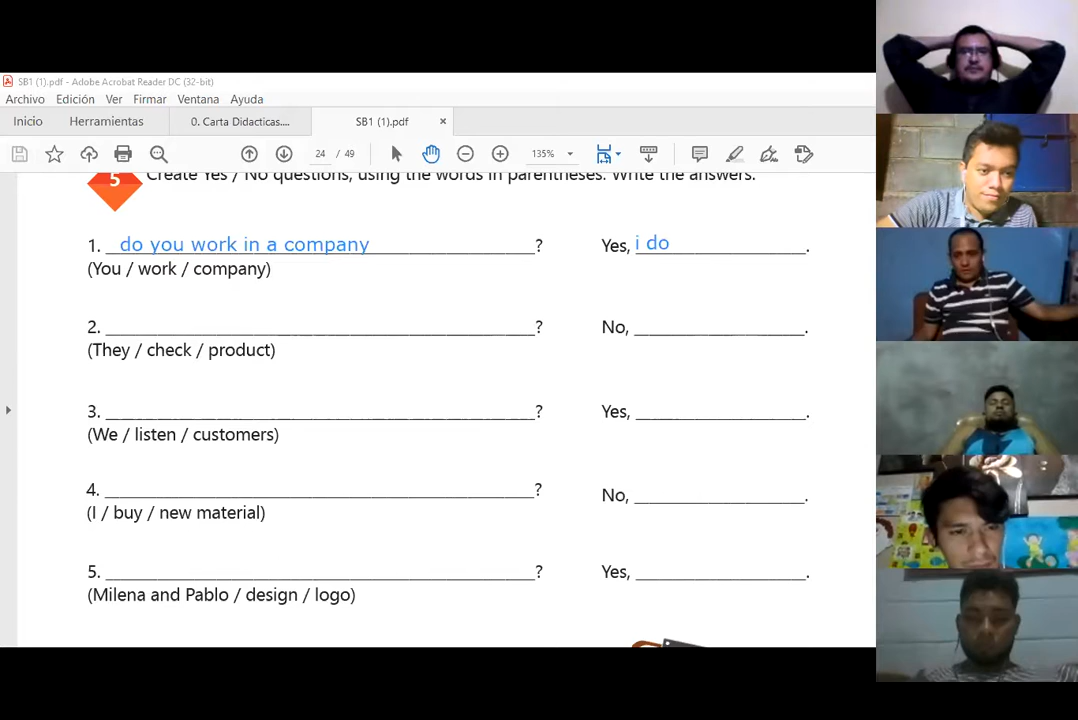 SB1 (1).pdf - Adobe Acrobat Reader DC (32-bit)
Archivo Edición Ver Firmar Ventana Ayuda
Inicio Herramientas 0. Carta Didacticas.... SB1 (1).pdf ×
24 / 49 135%
5 Create Yes / No questions, using the words in parentheses. Write the answers.
1. do you work in a company ? Yes, i do .
(You / work / company)
2. ? No, .
(They / check / product)
3. ? Yes, .
(We / listen / customers)
4. ? No, .
(I / buy / new material)
5. ? Yes, .
(Milena and Pablo / design / logo)